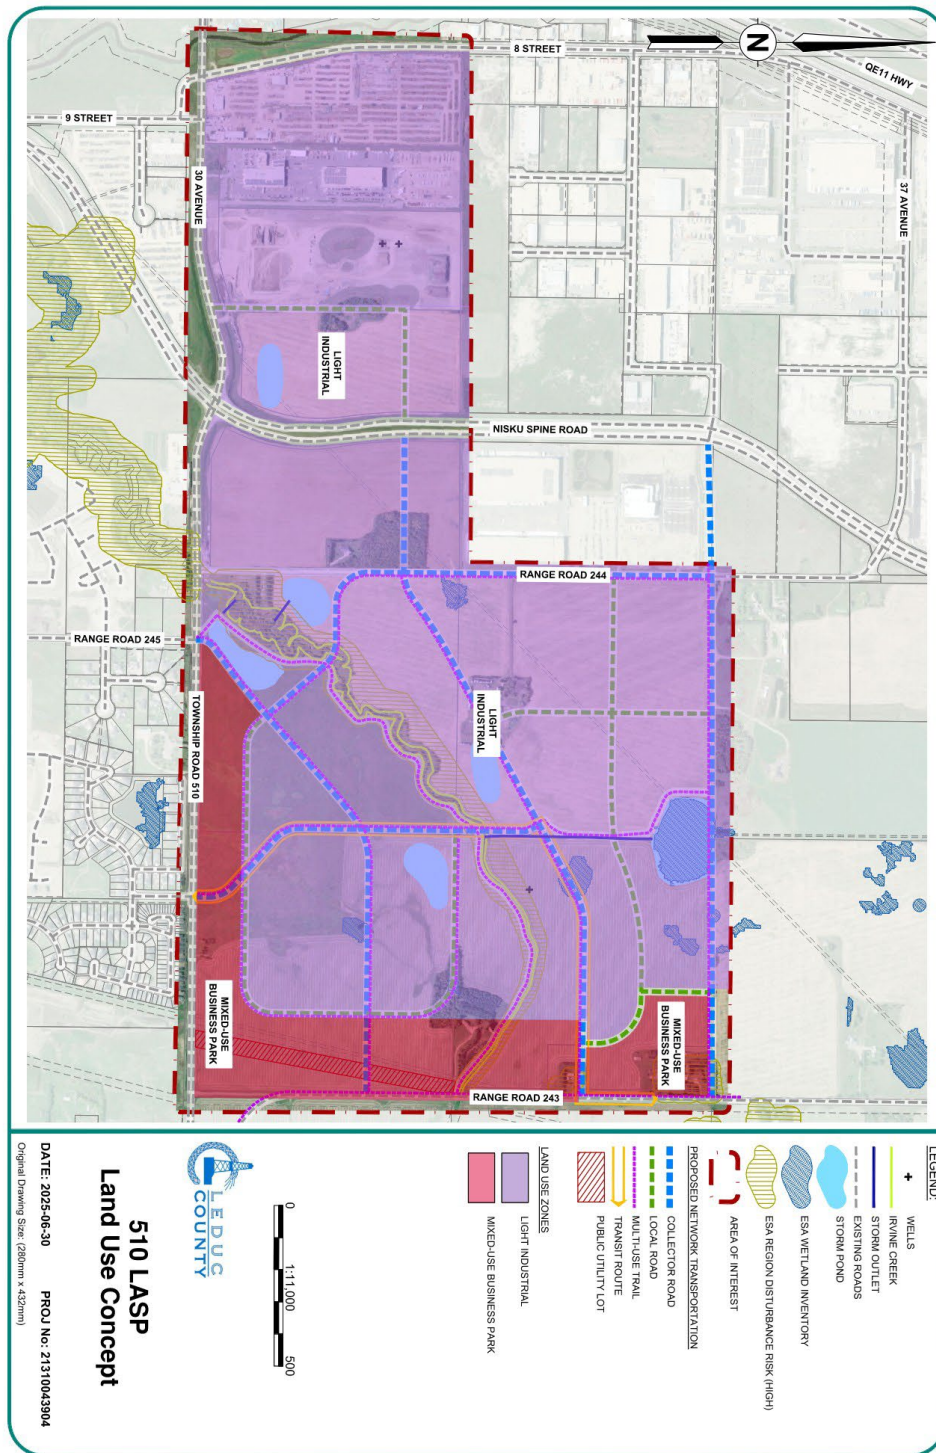 8 STREET
QE11 HWY
9 STREET
30 AVENUE
37 AVENUE
N
LIGHT
INDUSTRIAL
NISKU SPINE ROAD
RANGE ROAD 244
RANGE ROAD 245
TOWNSHIP ROAD 510
LIGHT
INDUSTRIAL
MIXED-USE
BUSINESS PARK
MIXED-USE
BUSINESS PARK
RANGE ROAD 243
LEGEND:
WELLS
IRVINE CREEK
STORM OUTLET
EXISTING ROADS
STORM POND
ESA WETLAND INVENTORY
ESA REGION DISTURBANCE RISK (HIGH)
AREA OF INTEREST
PROPOSED NETWORK TRANSPORTATION
COLLECTOR ROAD
LOCAL ROAD
MULTI-USE TRAIL
TRANSIT ROUTE
PUBLIC UTILITY LOT
LAND USE ZONES
LIGHT INDUSTRIAL
MIXED-USE BUSINESS PARK
0
1:11,000
500
LEDUC
COUNTY
510 LASP
Land Use Concept
DATE: 2025-06-30
PROJ No: 21310043904
Original Drawing Size: (280mm x 432mm)